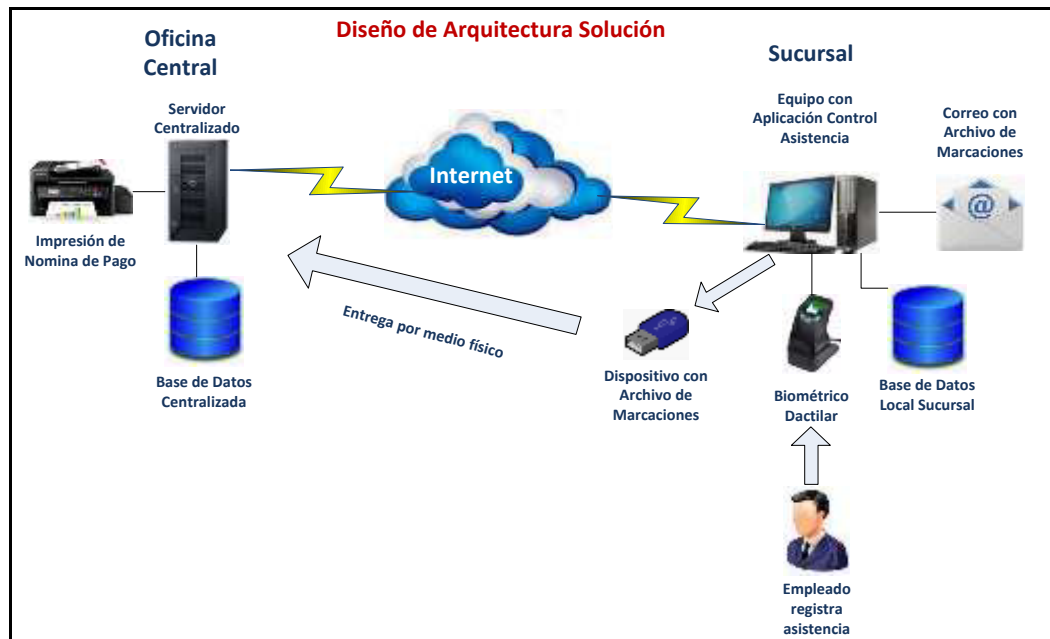 Diseño de Arquitectura Solución
Oficina
Central
Sucursal
Servidor
Centralizado
Equipo con
Aplicación Control
Asistencia
Correo con
Archivo de
Marcaciones
Internet
@
Impresión de
Nomina de Pago
Entrega por medio físico
Base de Datos
Centralizada
Dispositivo con
Archivo de
Marcaciones
Biométrico
Dactilar
Base de Datos
Local Sucursal
Empleado
registra
asistencia